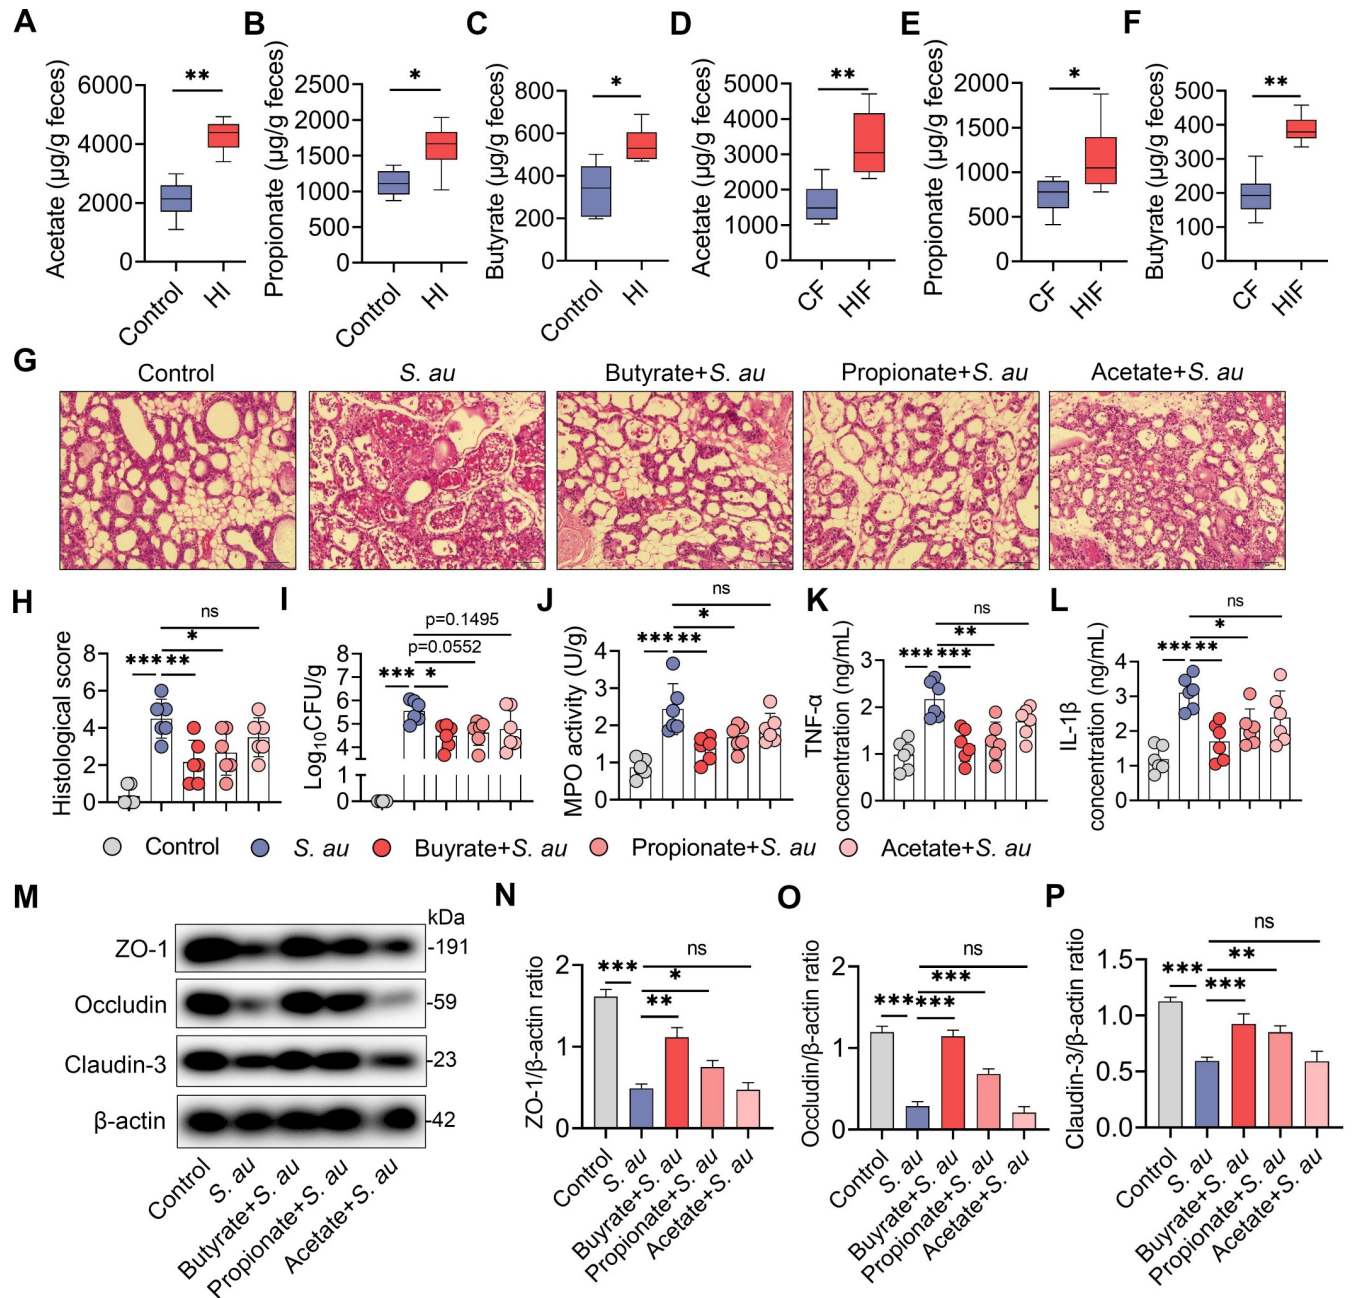 A B C D E F
Acetate (µg/g feces)
6000
4000
2000
0
**
Control
HI
Propionate (µg/g feces)
2500
2000
1500
1000
500
0
*
Control
HI
Butyrate (µg/g feces)
800
600
400
200
0
*
Control
HI
Acetate (µg/g feces)
5000
4000
3000
2000
1000
0
**
CF
HIF
Propionate (µg/g feces)
2000
1500
1000
500
0
*
CF
HIF
Butyrate (µg/g feces)
500
400
300
200
100
0
**
CF
HIF
G
Control
S. au
Butyrate+S. au
Propionate+S. au
Acetate+S. au
H
Histological score
8
6
4
2
0
***
**
*
ns
I
Log10CFU/g
8
7
6
5
4
1
0
***
*
p=0.0552
p=0.1495
J
MPO activity (U/g)
4
3
2
1
0
***
**
*
ns
K
TNF-α
concentration (ng/mL)
3
2
1
0
***
***
**
ns
L
IL-1β
concentration (ng/mL)
4
3
2
1
0
***
**
*
ns
Control
S. au
Buyrate+S. au
Propionate+S. au
Acetate+S. au
M
kDa
ZO-1
-191
Occludin
-59
Claudin-3
-23
β-actin
-42
Control
S. au
Butyrate+S. au
Propionate+S. au
Acetate+S. au
N
ZO-1/β-actin ratio
2
1
0
***
**
*
ns
Control
S. au
Buyrate+S. au
Propionate+S. au
Acetate+S. au
O
Occludin/β-actin ratio
2
1
0
***
***
***
ns
Control
S. au
Buyrate+S. au
Propionate+S. au
Acetate+S. au
P
Claudin-3/β-actin ratio
1.5
1.0
0.5
0.0
***
***
**
ns
Control
S. au
Buyrate+S. au
Propionate+S. au
Acetate+S. au